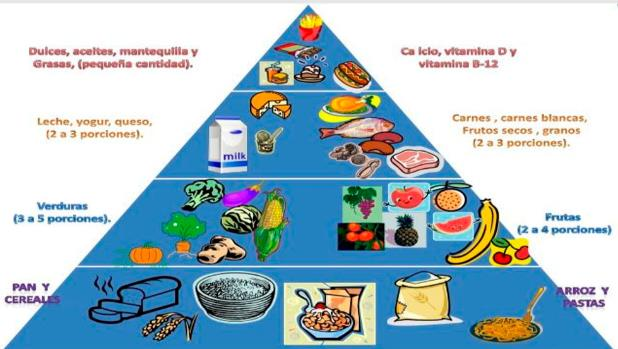 Dulces, aceites, mantequilla y
Grasas, (pequeña cantidad).
Ca lcio, vitamina D y
vitamina B-12
Leche, yogur, queso,
(2 a 3 porciones).
Carnes , carnes blancas,
Frutos secos , granos
(2 a 3 porciones).
milk
Verduras
(3 a 5 porciones).
Frutas
(2 a 4 porciones)
PAN Y
CEREALES
ARROZ Y
PASTAS